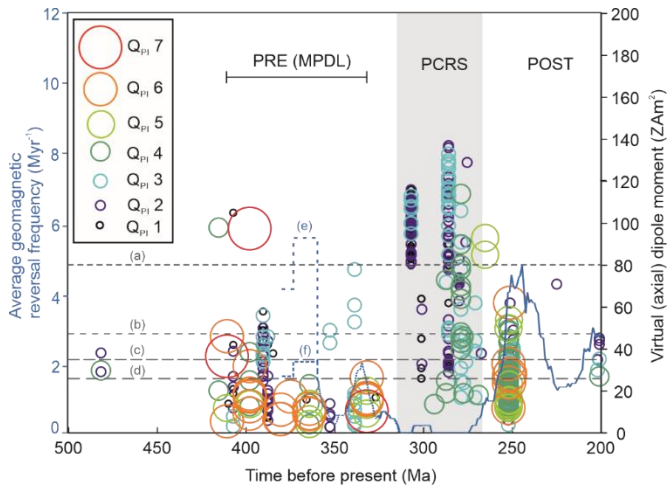 12
10
8
6
4
2
0
Average geomagnetic
reversal frequency (Myr⁻¹)
Q_PI 7
Q_PI 6
Q_PI 5
Q_PI 4
Q_PI 3
Q_PI 2
Q_PI 1
PRE (MPDL)
PCRS
POST
(a)
(b)
(c)
(d)
(e)
(f)
200
180
160
140
120
100
80
60
40
20
0
Virtual (axial) dipole moment (ZAm²)
500
450
400
350
300
250
200
Time before present (Ma)